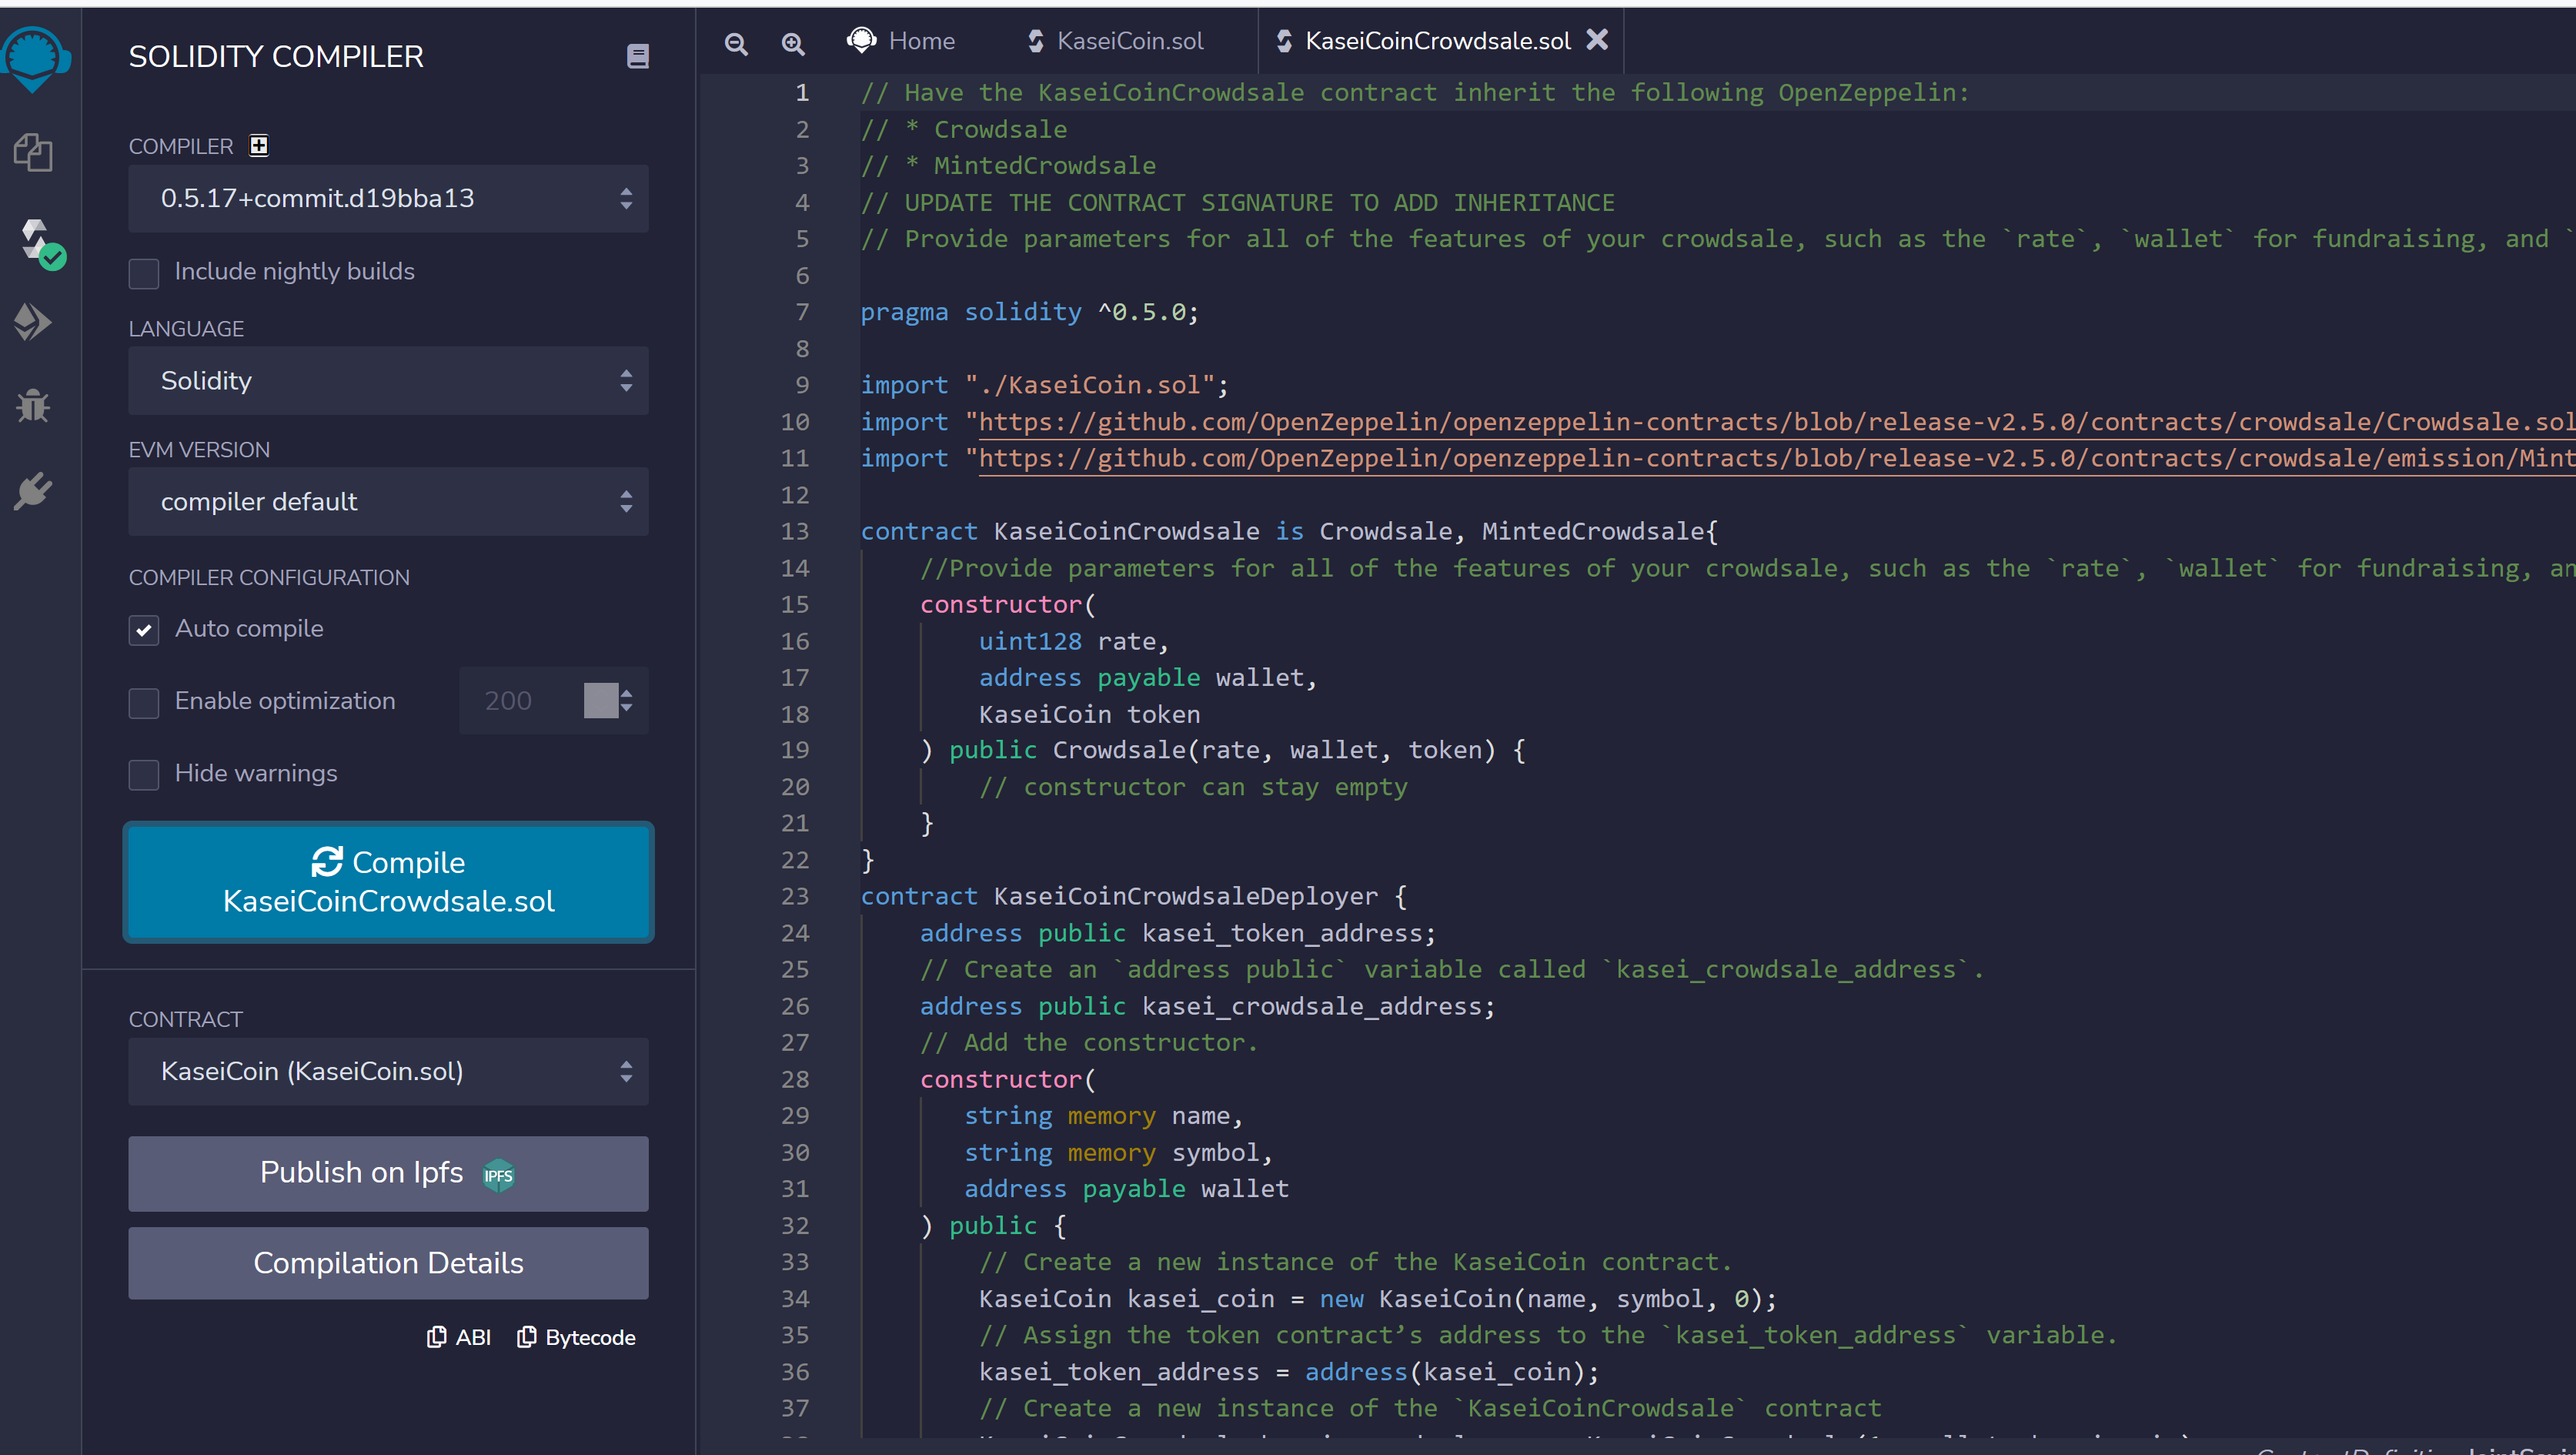 SOLIDITY COMPILER
COMPILER
0.5.17+commit.d19bba13
Include nightly builds
LANGUAGE
Solidity
EVM VERSION
compiler default
COMPILER CONFIGURATION
Auto compile
Enable optimization 200
Hide warnings
Compile
KaseiCoinCrowdsale.sol
CONTRACT
KaseiCoin (KaseiCoin.sol)
Publish on Ipfs IPFS
Compilation Details
ABI Bytecode
Home KaseiCoin.sol KaseiCoinCrowdsale.sol
1 // Have the KaseiCoinCrowdsale contract inherit the following OpenZeppelin:
2 // * Crowdsale
3 // * MintedCrowdsale
4 // UPDATE THE CONTRACT SIGNATURE TO ADD INHERITANCE
5 // Provide parameters for all of the features of your crowdsale, such as the `rate`, `wallet` for fundraising, and `
6
7 pragma solidity ^0.5.0;
8
9 import "./KaseiCoin.sol";
10 import "https://github.com/OpenZeppelin/openzeppelin-contracts/blob/release-v2.5.0/contracts/crowdsale/Crowdsale.sol
11 import "https://github.com/OpenZeppelin/openzeppelin-contracts/blob/release-v2.5.0/contracts/crowdsale/emission/Mint
12
13 contract KaseiCoinCrowdsale is Crowdsale, MintedCrowdsale{
14 //Provide parameters for all of the features of your crowdsale, such as the `rate`, `wallet` for fundraising, an
15 constructor(
16 uint128 rate,
17 address payable wallet,
18 KaseiCoin token
19 ) public Crowdsale(rate, wallet, token) {
20 // constructor can stay empty
21 }
22 }
23 contract KaseiCoinCrowdsaleDeployer {
24 address public kasei_token_address;
25 // Create an `address public` variable called `kasei_crowdsale_address`.
26 address public kasei_crowdsale_address;
27 // Add the constructor.
28 constructor(
29 string memory name,
30 string memory symbol,
31 address payable wallet
32 ) public {
33 // Create a new instance of the KaseiCoin contract.
34 KaseiCoin kasei_coin = new KaseiCoin(name, symbol, 0);
35 // Assign the token contract’s address to the `kasei_token_address` variable.
36 kasei_token_address = address(kasei_coin);
37 // Create a new instance of the `KaseiCoinCrowdsale` contract